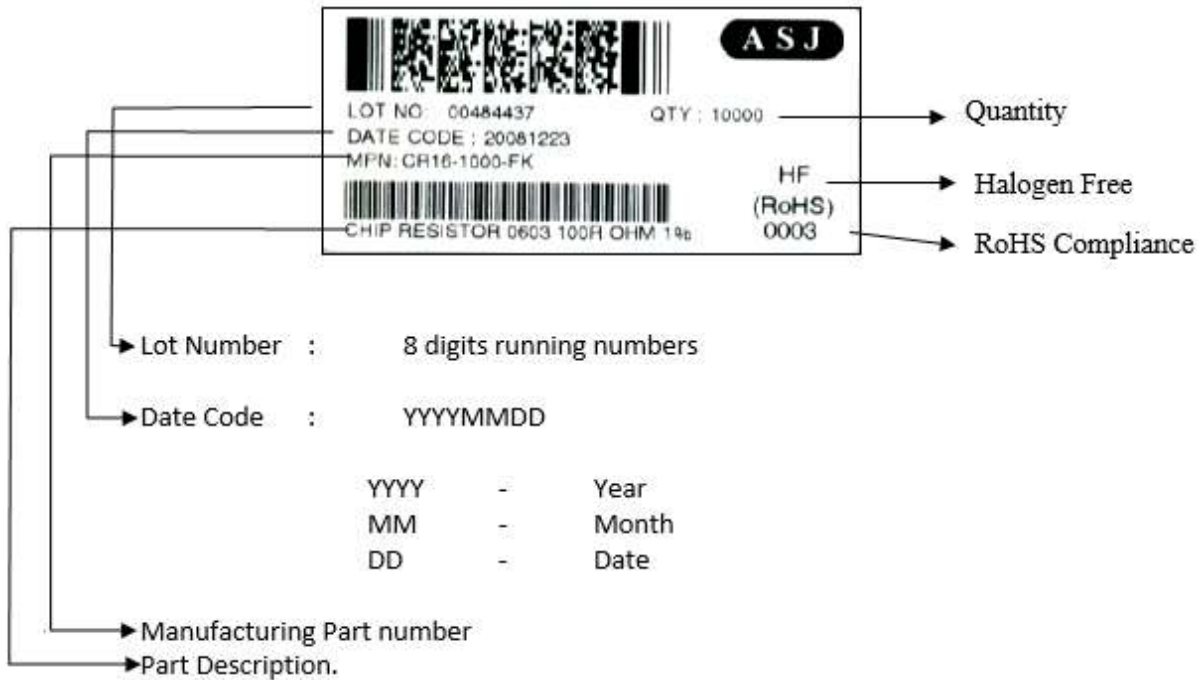 A S J
LOT NO: 00484437 QTY : 10000 Quantity
DATE CODE : 20081223
MPN: CR16-1000-FK
HF Halogen Free
(RoHS)
CHIP RESISTOR 0603 100R OHM 1% 0003 RoHS Compliance
Lot Number : 8 digits running numbers
Date Code : YYYYMMDD
YYYY - Year
MM - Month
DD - Date
Manufacturing Part number
Part Description.